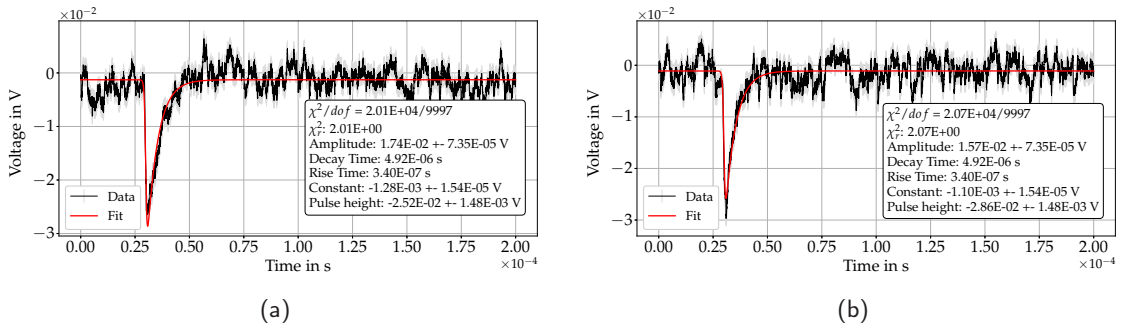 ×10⁻²
0
−1
−2
−3
Voltage in V
χ²/dof = 2.01E+04/9997
χ²ᵣ: 2.01E+00
Amplitude: 1.74E-02 +- 7.35E-05 V
Decay Time: 4.92E-06 s
Rise Time: 3.40E-07 s
Constant: -1.28E-03 +- 1.54E-05 V
Pulse height: -2.52E-02 +- 1.48E-03 V
Data
Fit
0.00 0.25 0.50 0.75 1.00 1.25 1.50 1.75 2.00
Time in s
×10⁻⁴
(a)
×10⁻²
0
−1
−2
−3
Voltage in V
χ²/dof = 2.07E+04/9997
χ²ᵣ: 2.07E+00
Amplitude: 1.57E-02 +- 7.35E-05 V
Decay Time: 4.92E-06 s
Rise Time: 3.40E-07 s
Constant: -1.10E-03 +- 1.54E-05 V
Pulse height: -2.86E-02 +- 1.48E-03 V
Data
Fit
0.00 0.25 0.50 0.75 1.00 1.25 1.50 1.75 2.00
Time in s
×10⁻⁴
(b)